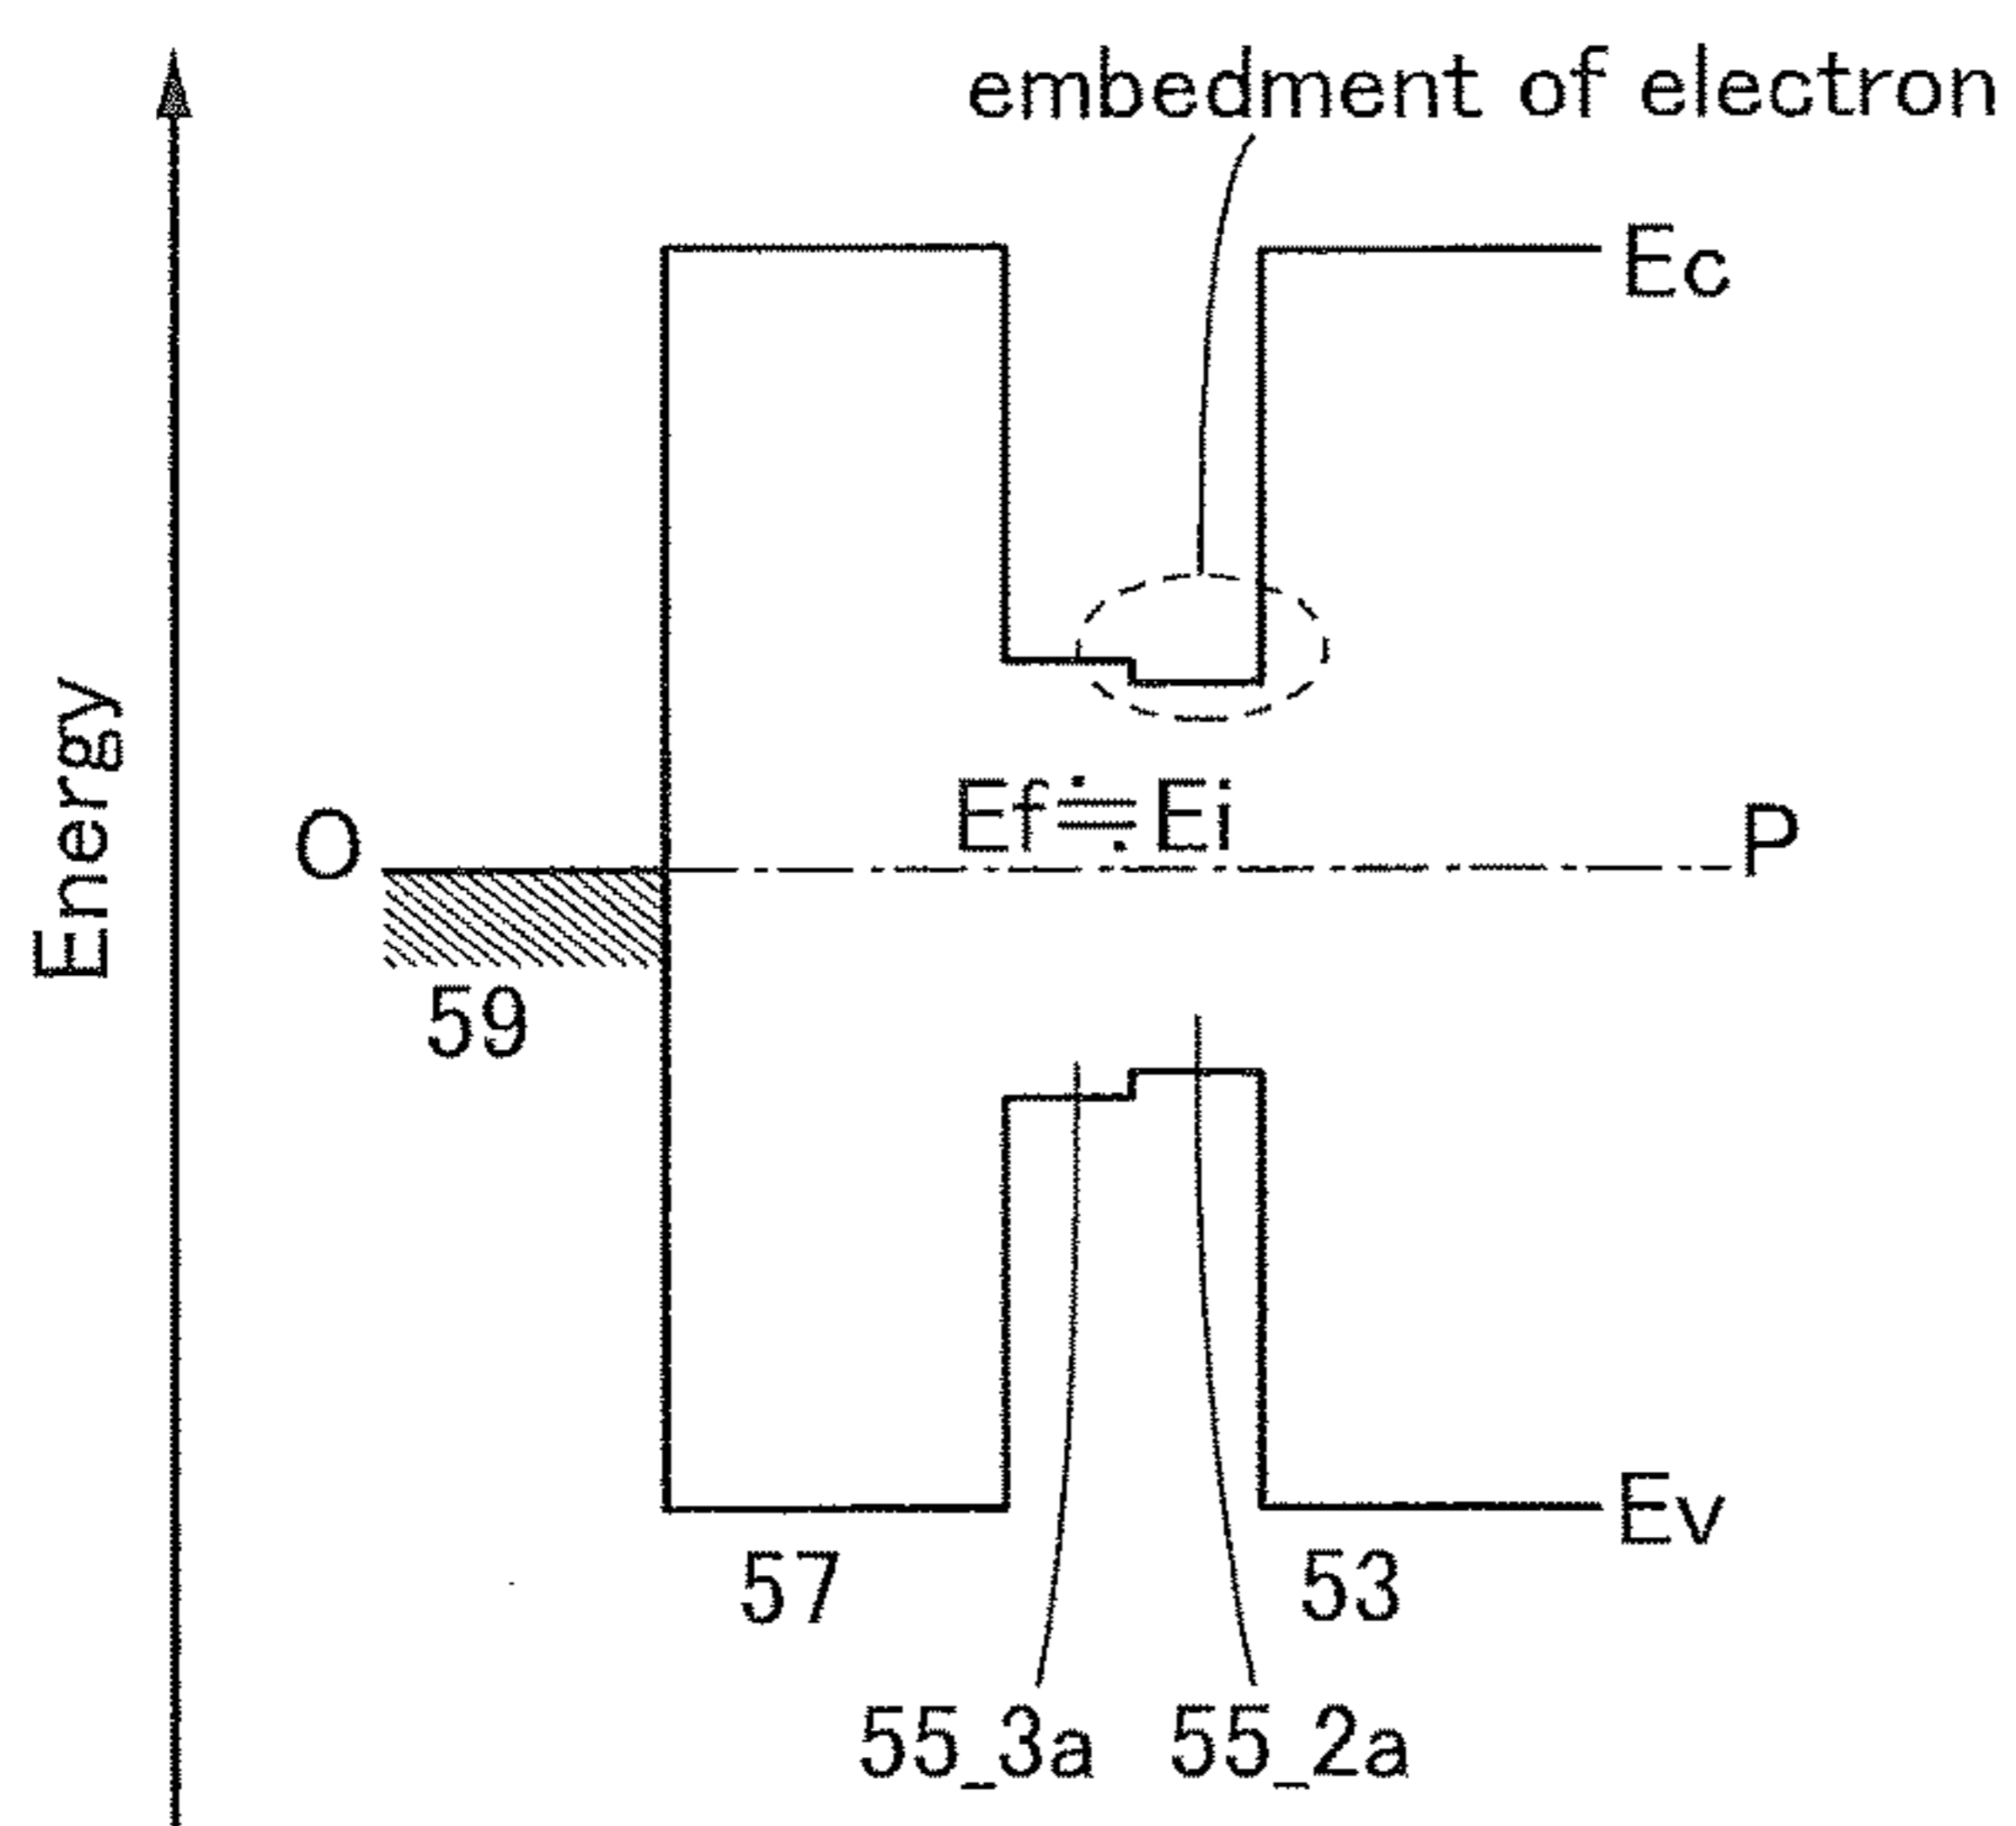 embedment of electron
Ec
Energy
Ef≒Ei
O
P
59
Ev
57
53
55_3a
55_2a